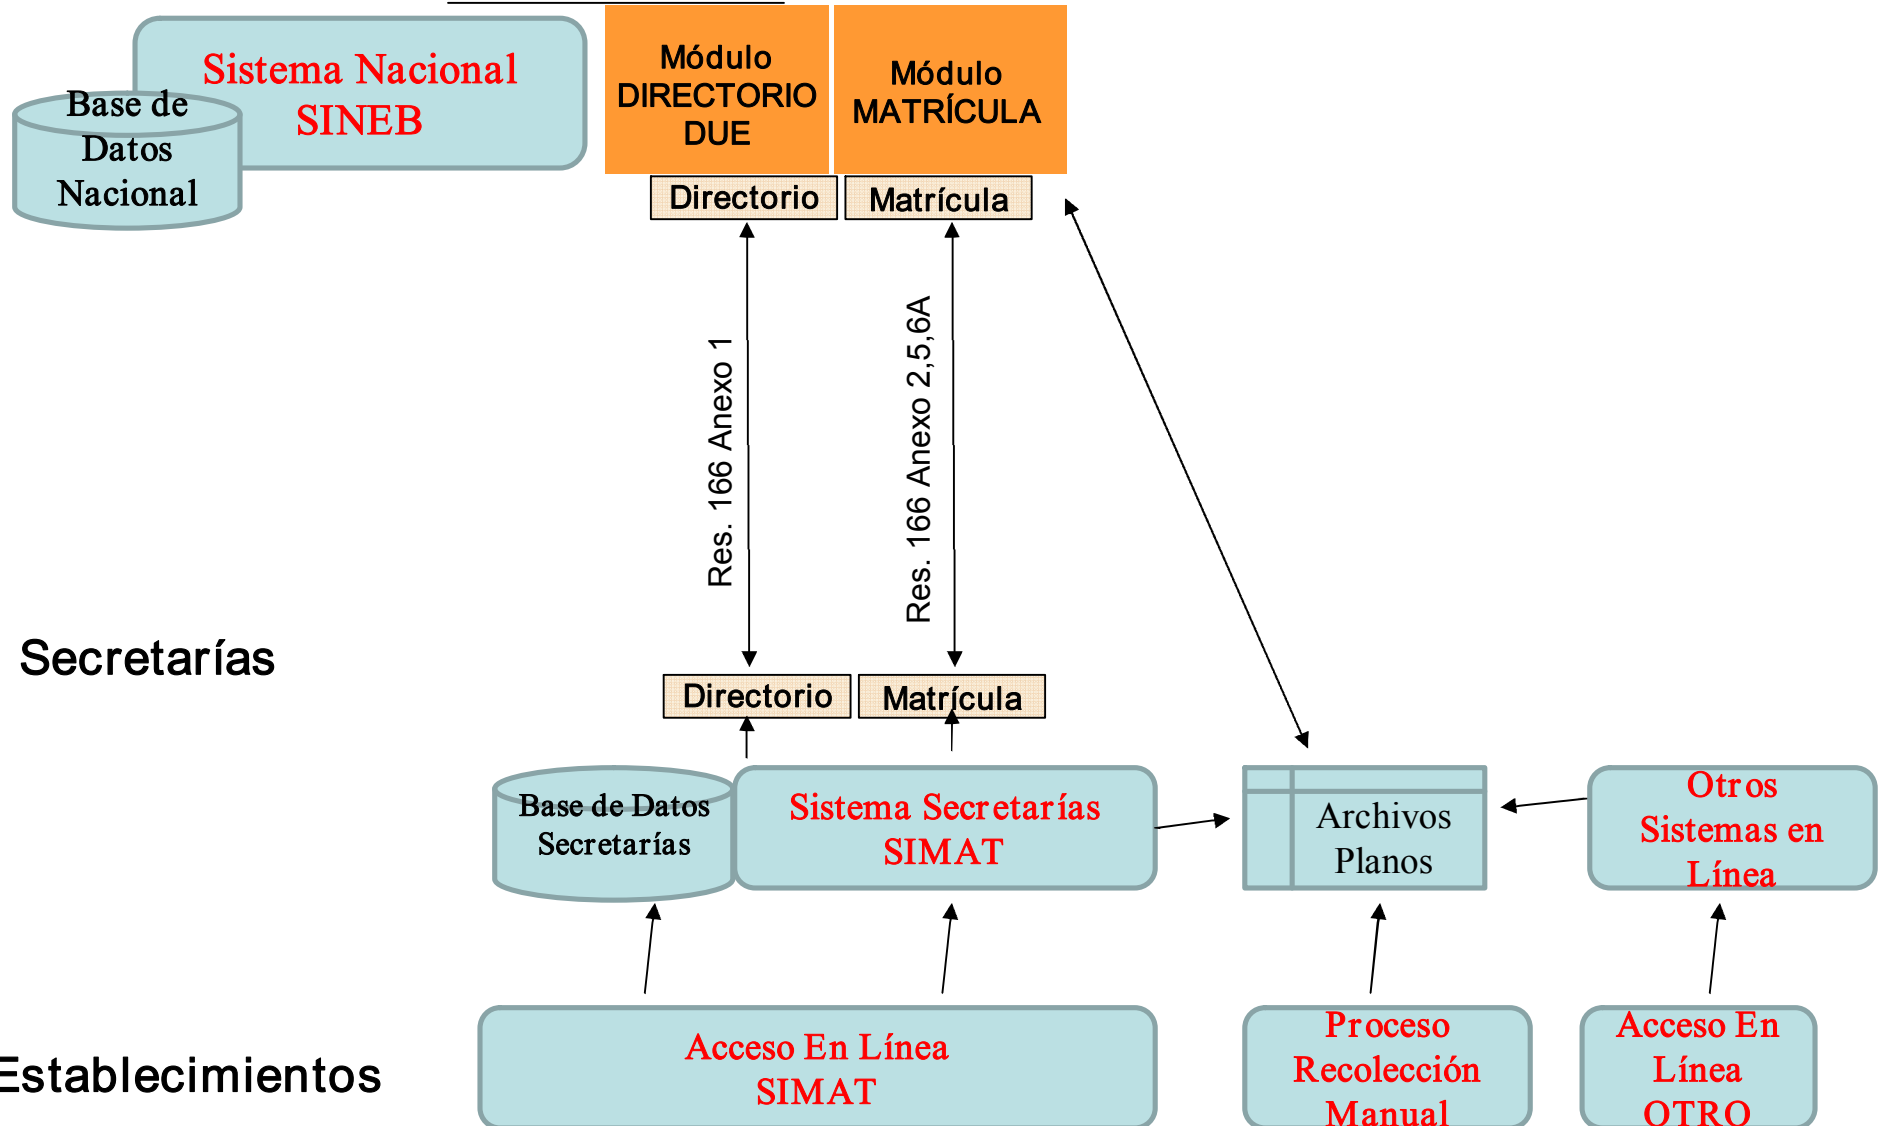 Sistema Nacional
SINEB
Base de
Datos
Nacional
Módulo
DIRECTORIO
DUE
Módulo
MATRÍCULA
Directorio
Matrícula
Res. 166 Anexo 1
Res. 166 Anexo 2,5,6A
Secretarías
Directorio
Matrícula
Base de Datos
Secretarías
Sistema Secretarías
SIMAT
Archivos
Planos
Otros
Sistemas en
Línea
Establecimientos
Acceso En Línea
SIMAT
Proceso
Recolección
Manual
Acceso En
Línea
OTRO